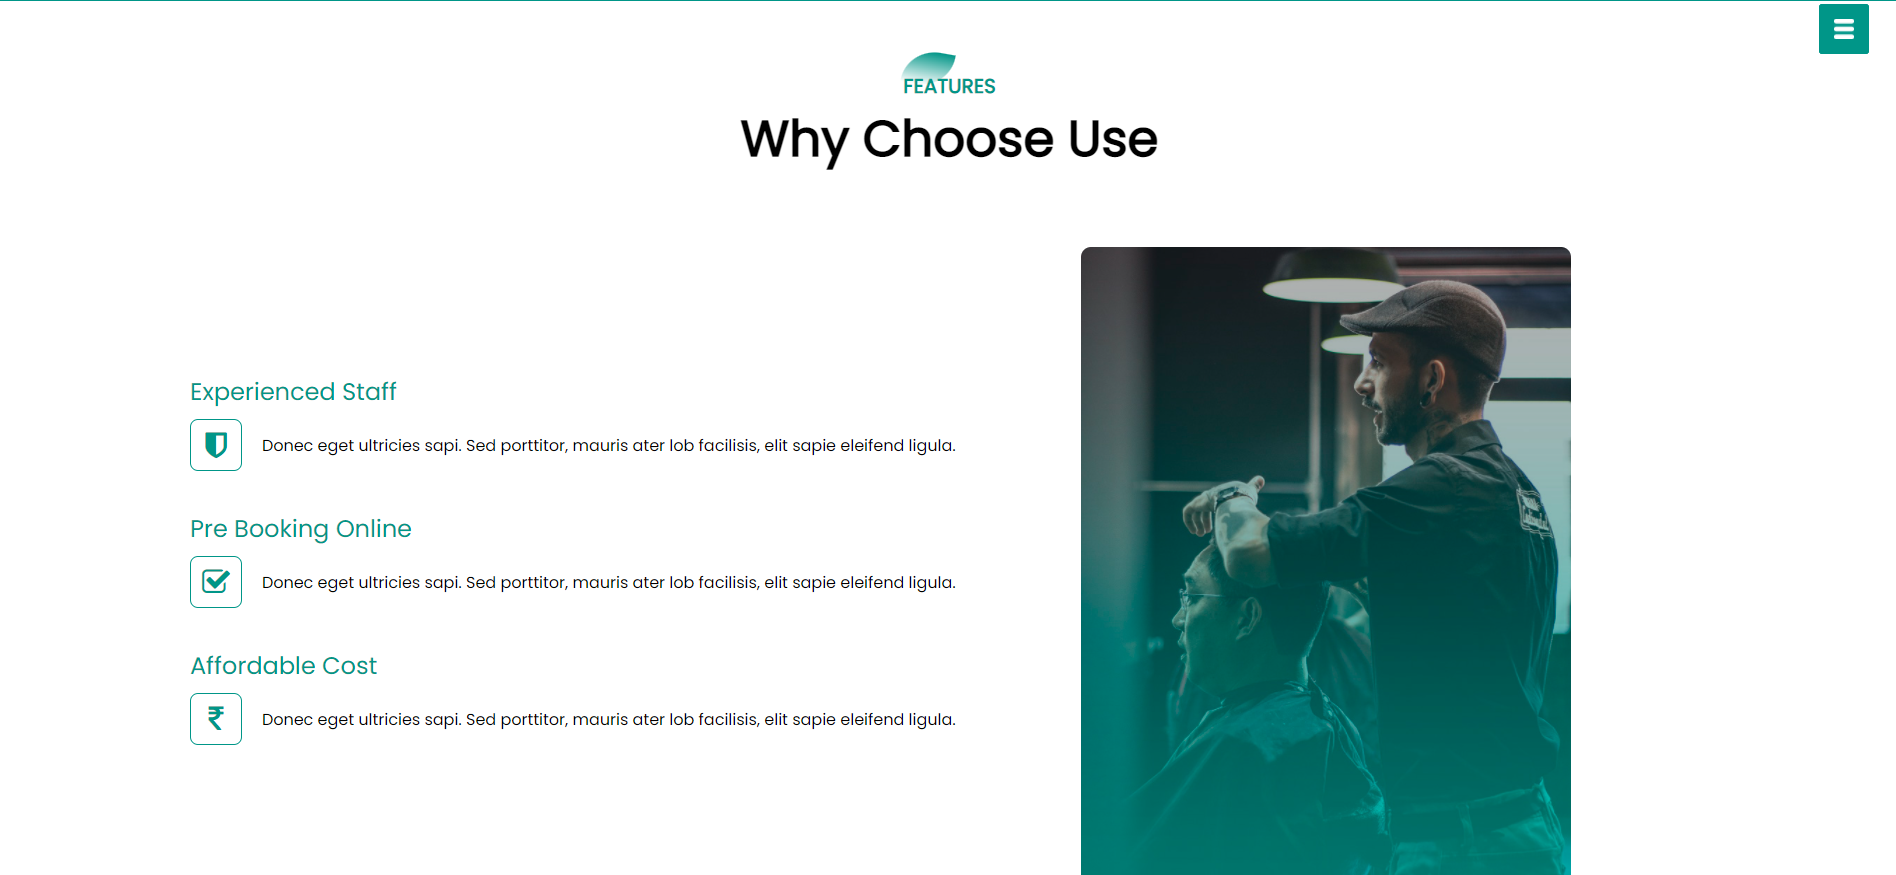 FEATURES
Why Choose Use
Experienced Staff
Donec eget ultricies sapi. Sed porttitor, mauris ater lob facilisis, elit sapie eleifend ligula.
Pre Booking Online
Donec eget ultricies sapi. Sed porttitor, mauris ater lob facilisis, elit sapie eleifend ligula.
Affordable Cost
₹ Donec eget ultricies sapi. Sed porttitor, mauris ater lob facilisis, elit sapie eleifend ligula.